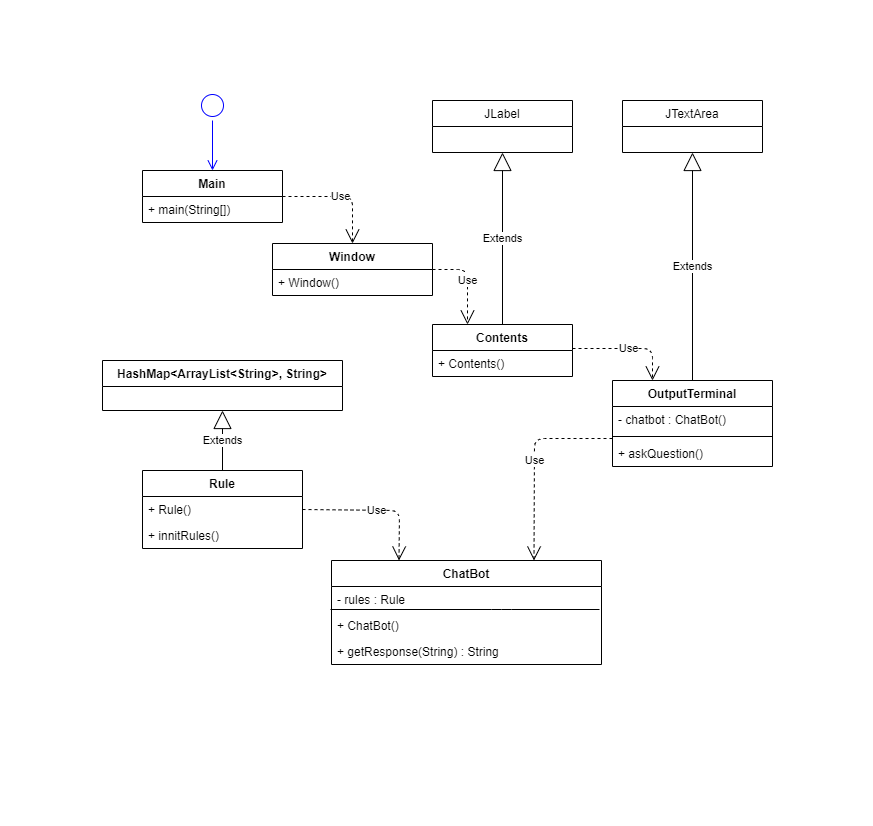 JLabel
JTextArea
Main
+ main(String[])
Use
Window
+ Window()
Use
Extends
Extends
Contents
+ Contents()
Use
HashMap<ArrayList<String>, String>
OutputTerminal
- chatbot : ChatBot()
+ askQuestion()
Extends
Use
Rule
+ Rule()
+ innitRules()
Use
ChatBot
- rules : Rule
+ ChatBot()
+ getResponse(String) : String